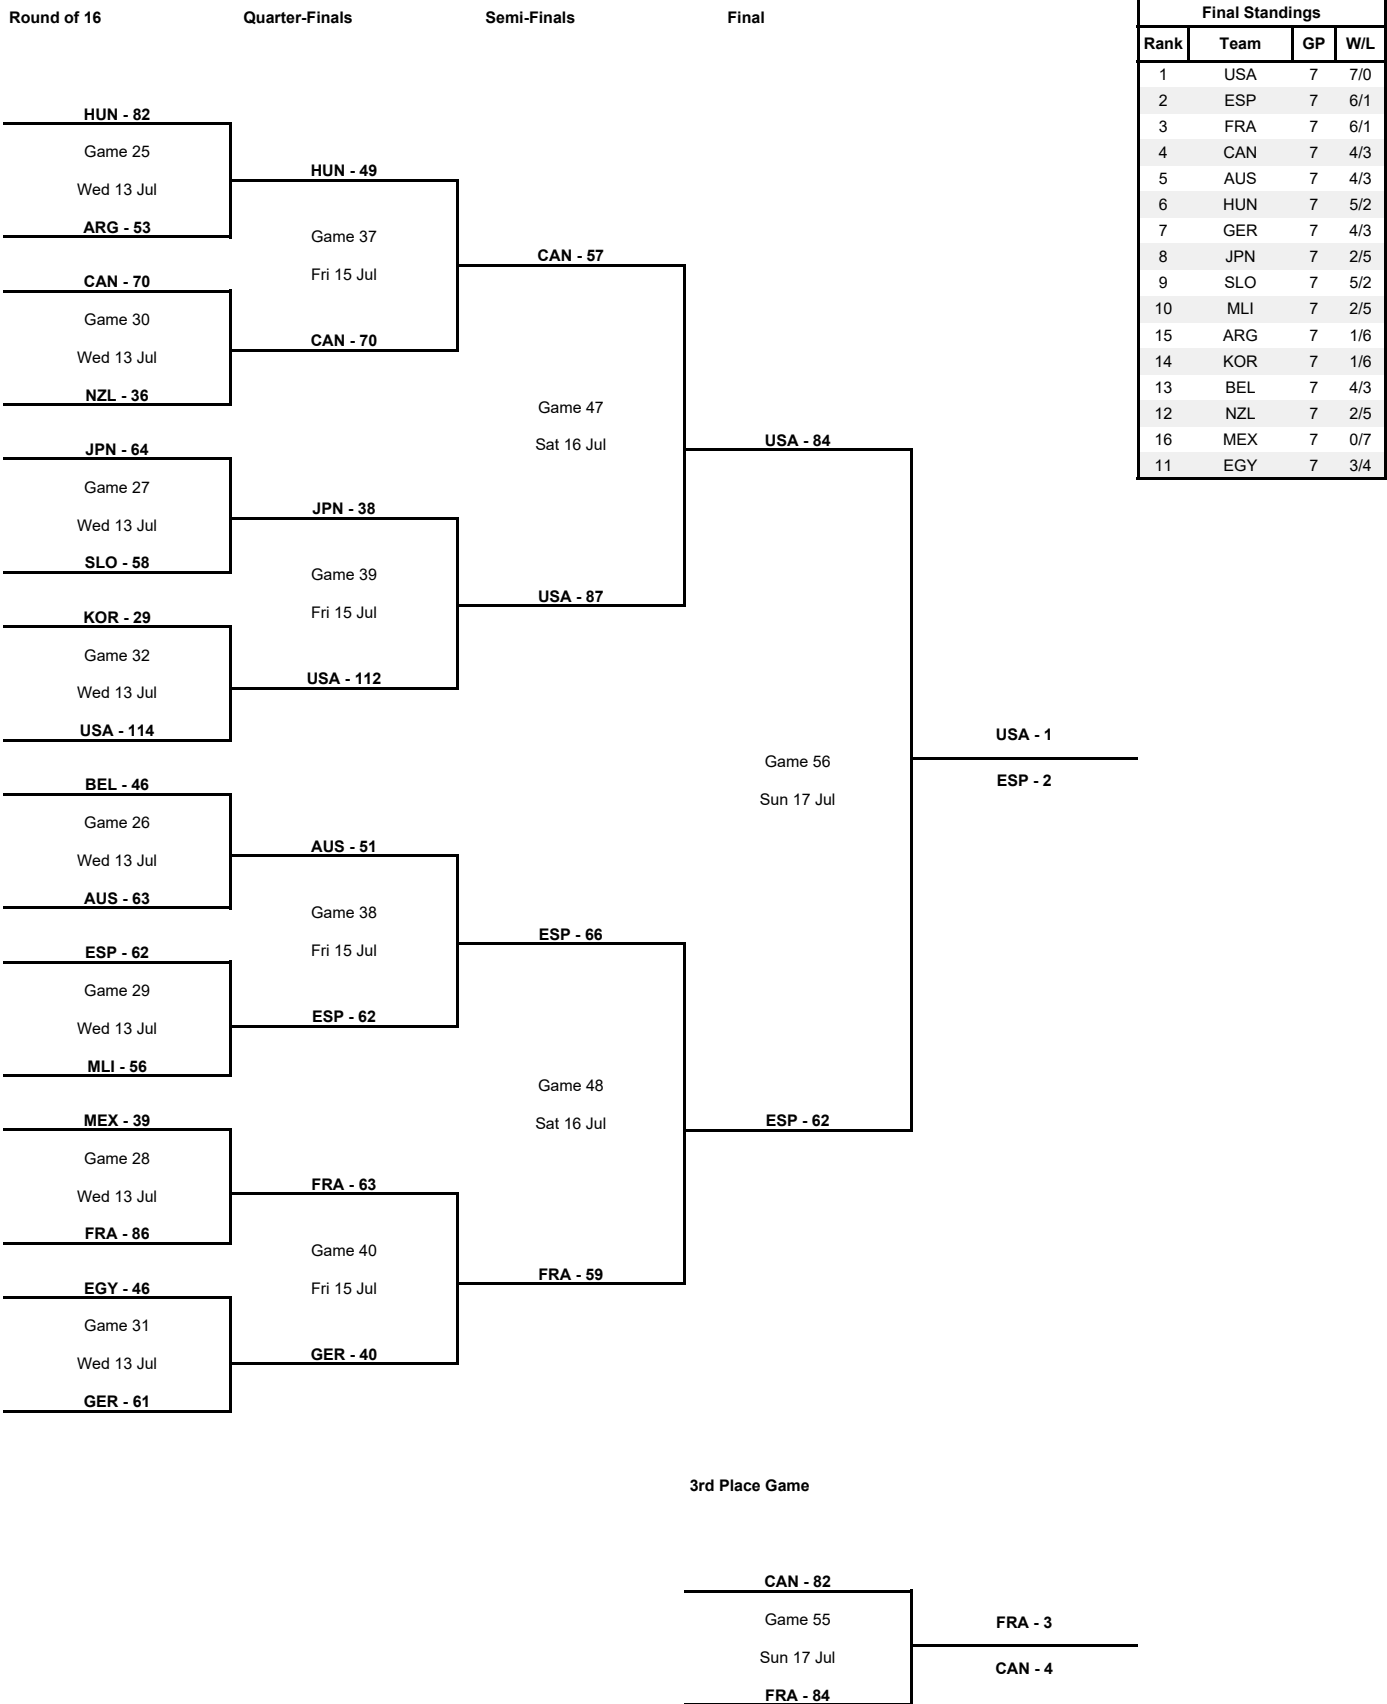 Round of 16 Quarter-Finals Semi-Finals Final
HUN - 82
Game 25
Wed 13 Jul
ARG - 53
CAN - 70
Game 30
Wed 13 Jul
NZL - 36
JPN - 64
Game 27
Wed 13 Jul
SLO - 58
KOR - 29
Game 32
Wed 13 Jul
USA - 114
BEL - 46
Game 26
Wed 13 Jul
AUS - 63
ESP - 62
Game 29
Wed 13 Jul
MLI - 56
MEX - 39
Game 28
Wed 13 Jul
FRA - 86
EGY - 46
Game 31
Wed 13 Jul
GER - 61
HUN - 49
Game 37
Fri 15 Jul
CAN - 70
JPN - 38
Game 39
Fri 15 Jul
USA - 112
AUS - 51
Game 38
Fri 15 Jul
ESP - 62
FRA - 63
Game 40
Fri 15 Jul
GER - 40
CAN - 57
Game 47
Sat 16 Jul
USA - 87
ESP - 66
Game 48
Sat 16 Jul
FRA - 59
USA - 84
Game 56
Sun 17 Jul
ESP - 62
USA - 1
ESP - 2
3rd Place Game
CAN - 82
Game 55
Sun 17 Jul
FRA - 84
FRA - 3
CAN - 4
Final Standings
Rank Team GP W/L
1 USA 7 7/0
2 ESP 7 6/1
3 FRA 7 6/1
4 CAN 7 4/3
5 AUS 7 4/3
6 HUN 7 5/2
7 GER 7 4/3
8 JPN 7 2/5
9 SLO 7 5/2
10 MLI 7 2/5
15 ARG 7 1/6
14 KOR 7 1/6
13 BEL 7 4/3
12 NZL 7 2/5
16 MEX 7 0/7
11 EGY 7 3/4